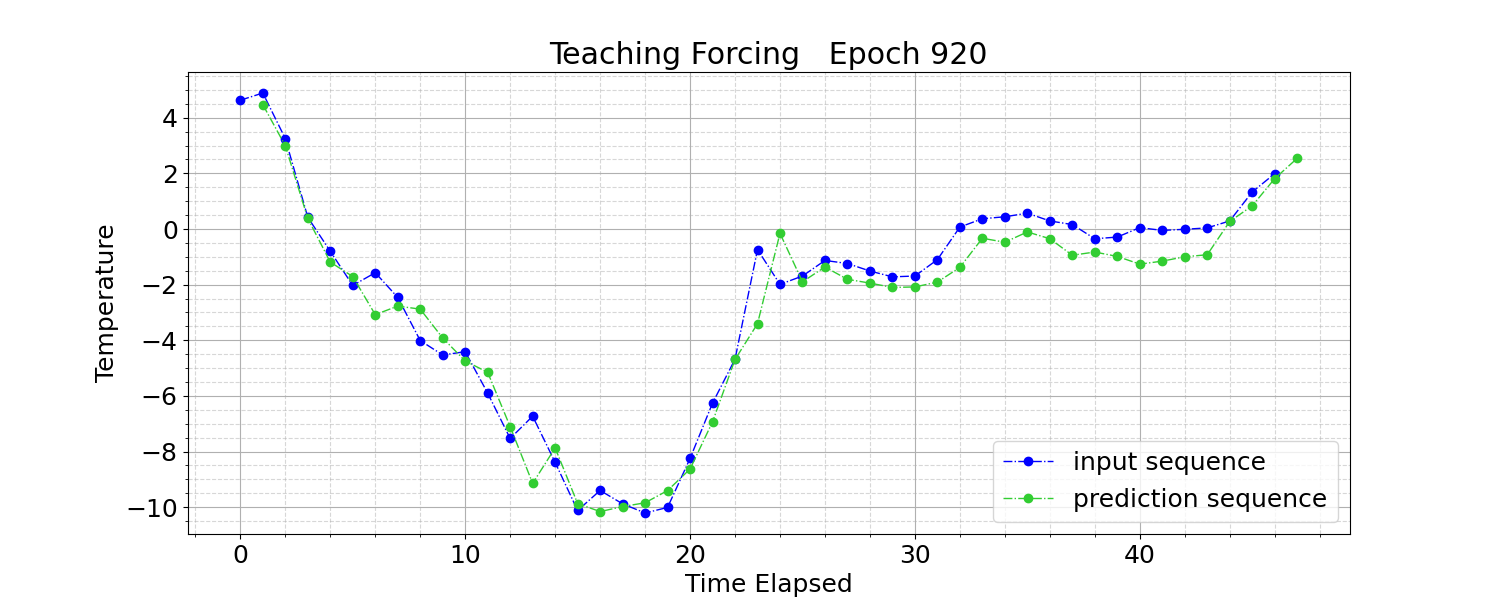 Teaching Forcing   Epoch 920
Temperature
4
2
0
−2
−4
−6
−8
−10
input sequence
prediction sequence
0 10 20 30 40
Time Elapsed